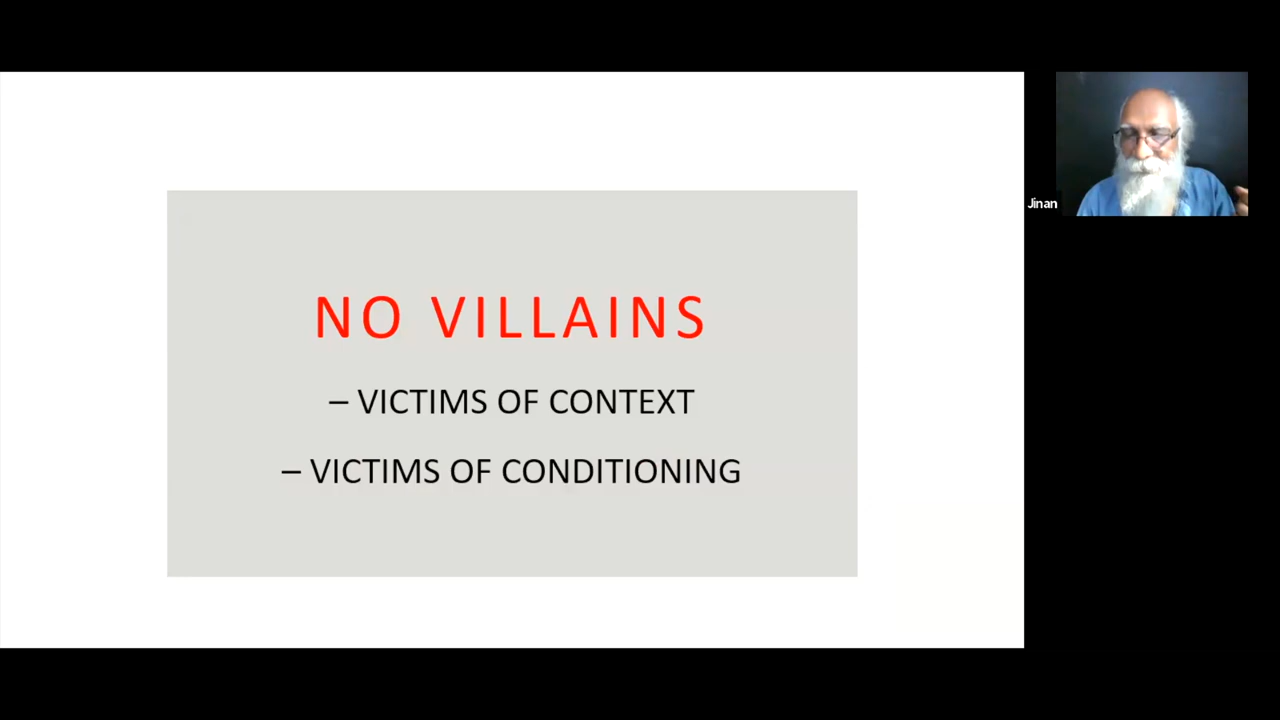 NO VILLAINS
– VICTIMS OF CONTEXT
– VICTIMS OF CONDITIONING
Jinan